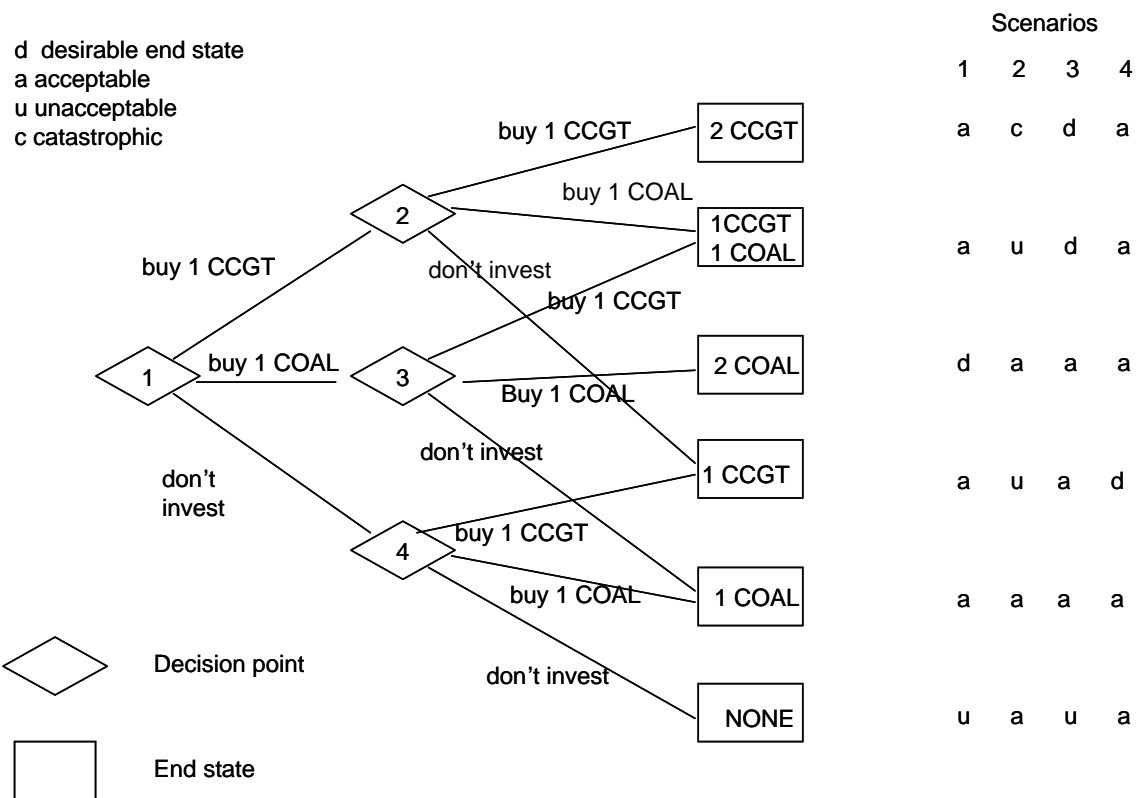 Scenarios
d desirable end state
a acceptable
u unacceptable
c catastrophic
1 2 3 4
buy 1 CCGT
2 CCGT
a c d a
buy 1 COAL
2
1CCGT
1 COAL
a u d a
buy 1 CCGT
don't invest
buy 1 CCGT
1
buy 1 COAL
3
2 COAL
d a a a
Buy 1 COAL
don't invest
don't
invest
1 CCGT
a u a d
buy 1 CCGT
4
buy 1 COAL
1 COAL
a a a a
Decision point
don't invest
NONE
u a u a
End state